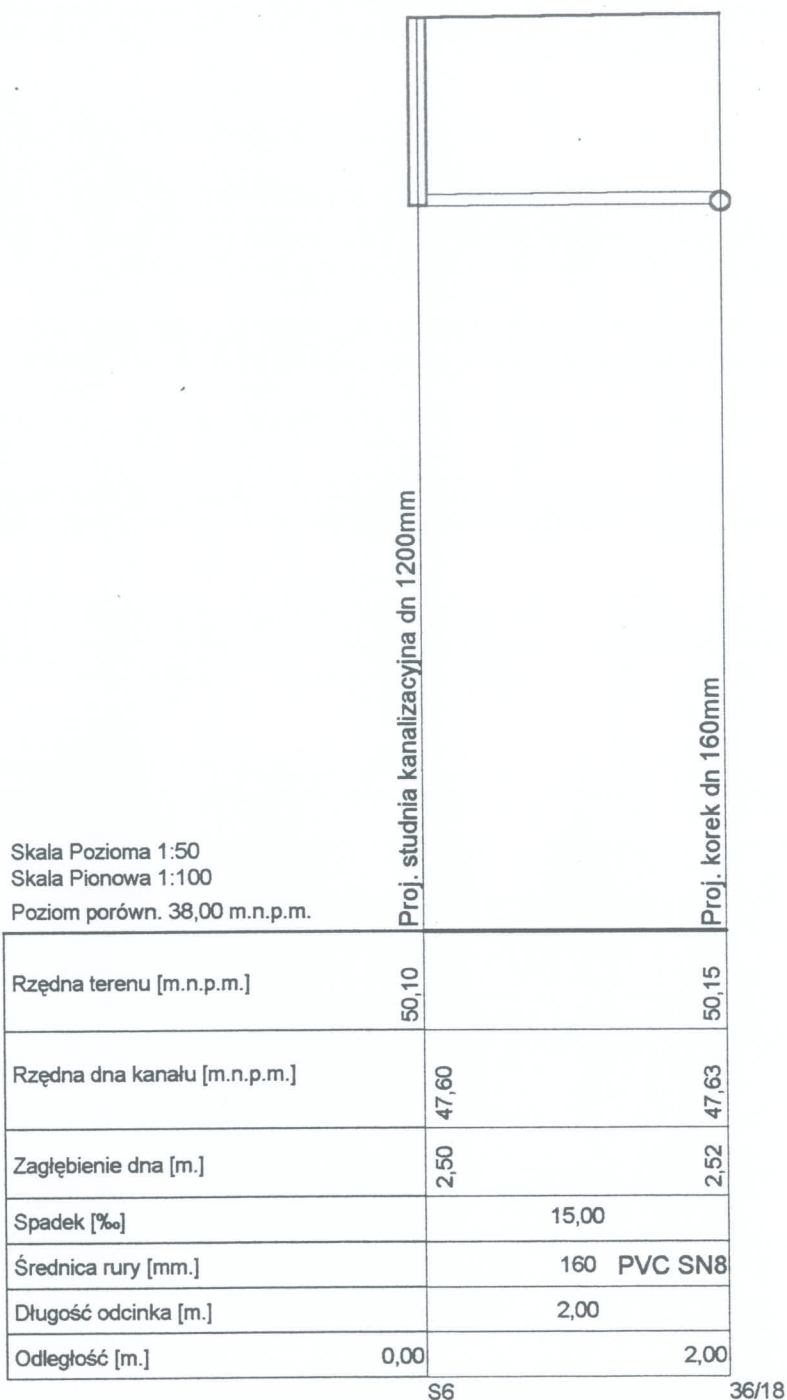 Proj. studnia kanalizacyjna dn 1200mm
Proj. korek dn 160mm
Skala Pozioma 1:50
Skala Pionowa 1:100
Poziom porówn. 38,00 m.n.p.m.
Rzędna terenu [m.n.p.m.] 50,10 50,15
Rzędna dna kanału [m.n.p.m.] 47,60 47,63
Zagłębienie dna [m.] 2,50 2,52
Spadek [‰] 15,00
Średnica rury [mm.] 160 PVC SN8
Długość odcinka [m.] 2,00
Odległość [m.] 0,00 2,00
S6 36/18